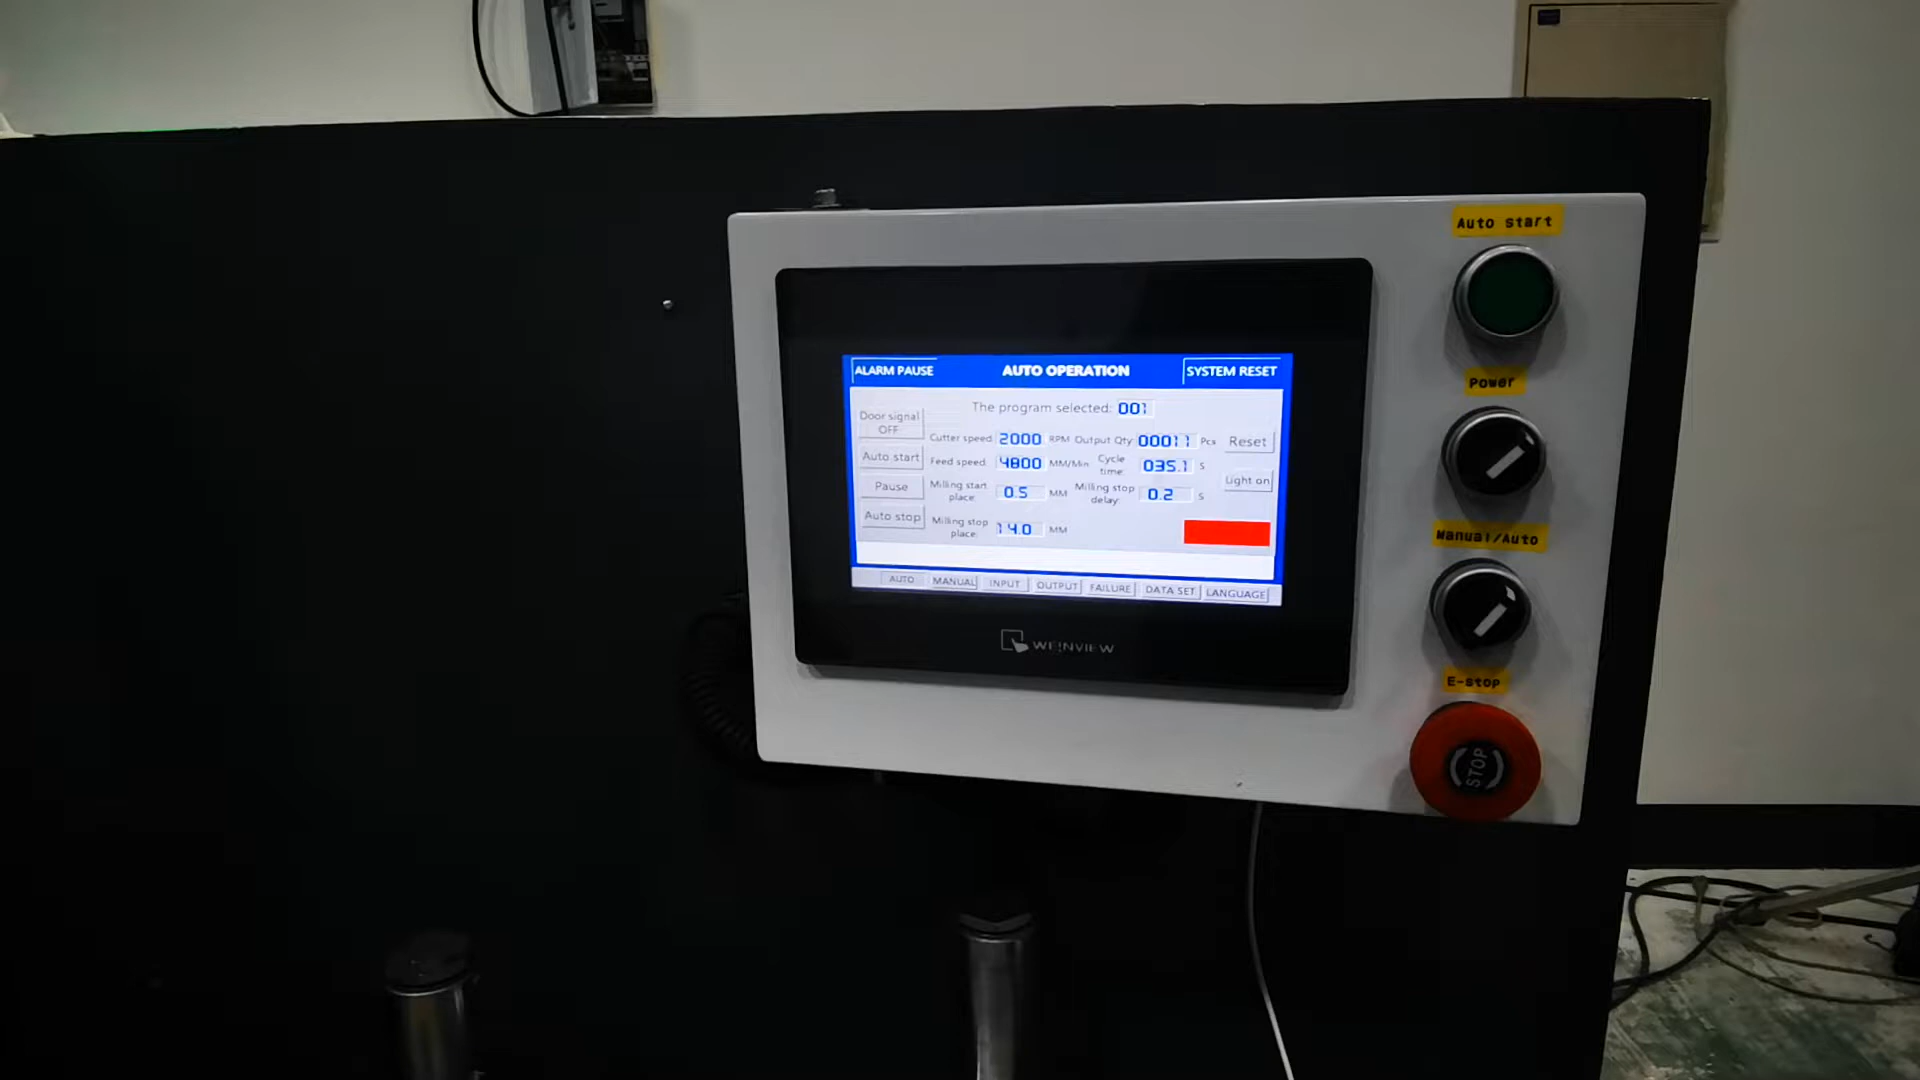 Auto start
ALARM PAUSE AUTO OPERATION SYSTEM RESET
The program selected: 001
Door signal OFF
Cutter speed: 2000 RPM Output Qty: 00011 Pcs Reset
Auto start
Feed speed: 4800 MM/Min Cycle time: 035.1 S
Light on
Pause
Milling start place: 0.5 MM Milling stop delay: 0.2 S
Auto stop
Milling stop place: 14.0 MM
AUTO MANUAL INPUT OUTPUT FAILURE DATA SET LANGUAGE
WEINVIEW
Power
Manual/Auto
E-stop
STOP